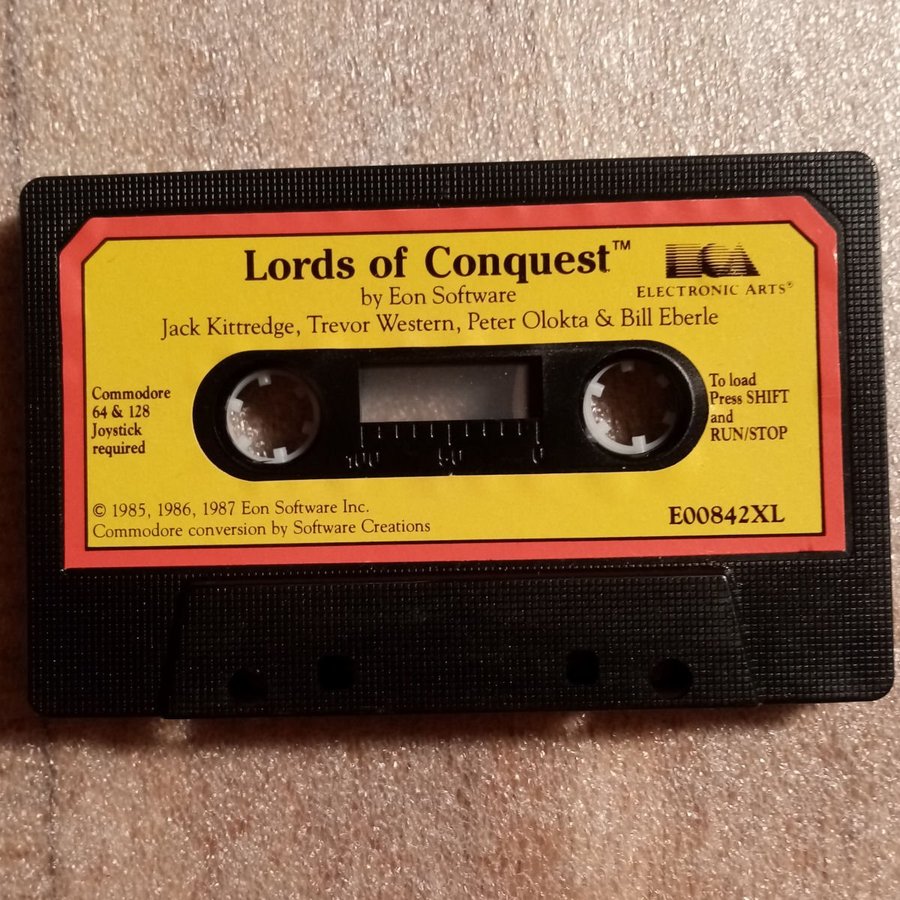 Lords of Conquest™
ECA
by Eon Software
ELECTRONIC ARTS®
Jack Kittredge, Trevor Western, Peter Olokta & Bill Eberle
Commodore
64 & 128
Joystick
required
To load
Press SHIFT
and
RUN/STOP
100 50 0
© 1985, 1986, 1987 Eon Software Inc.
Commodore conversion by Software Creations
E00842XL